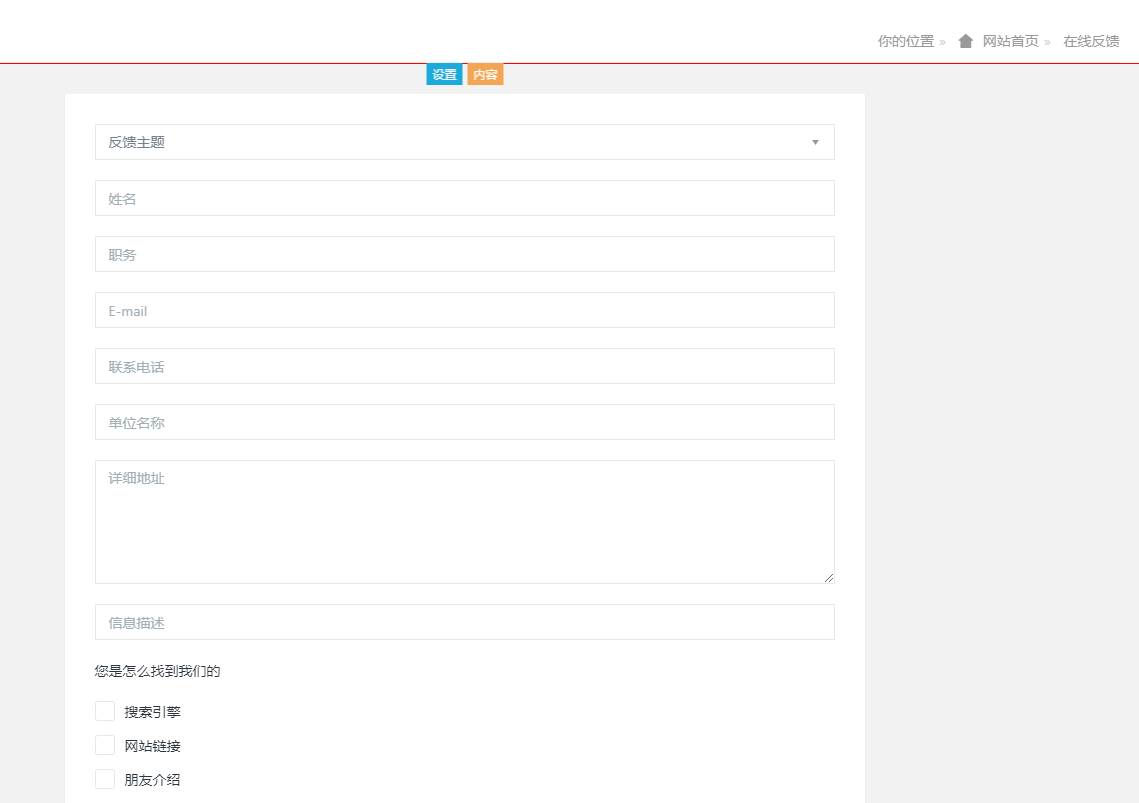 你的位置 » 网站首页 » 在线反馈
设置 内容
反馈主题
姓名
职务
E-mail
联系电话
单位名称
详细地址
信息描述
您是怎么找到我们的
搜索引擎
网站链接
朋友介绍